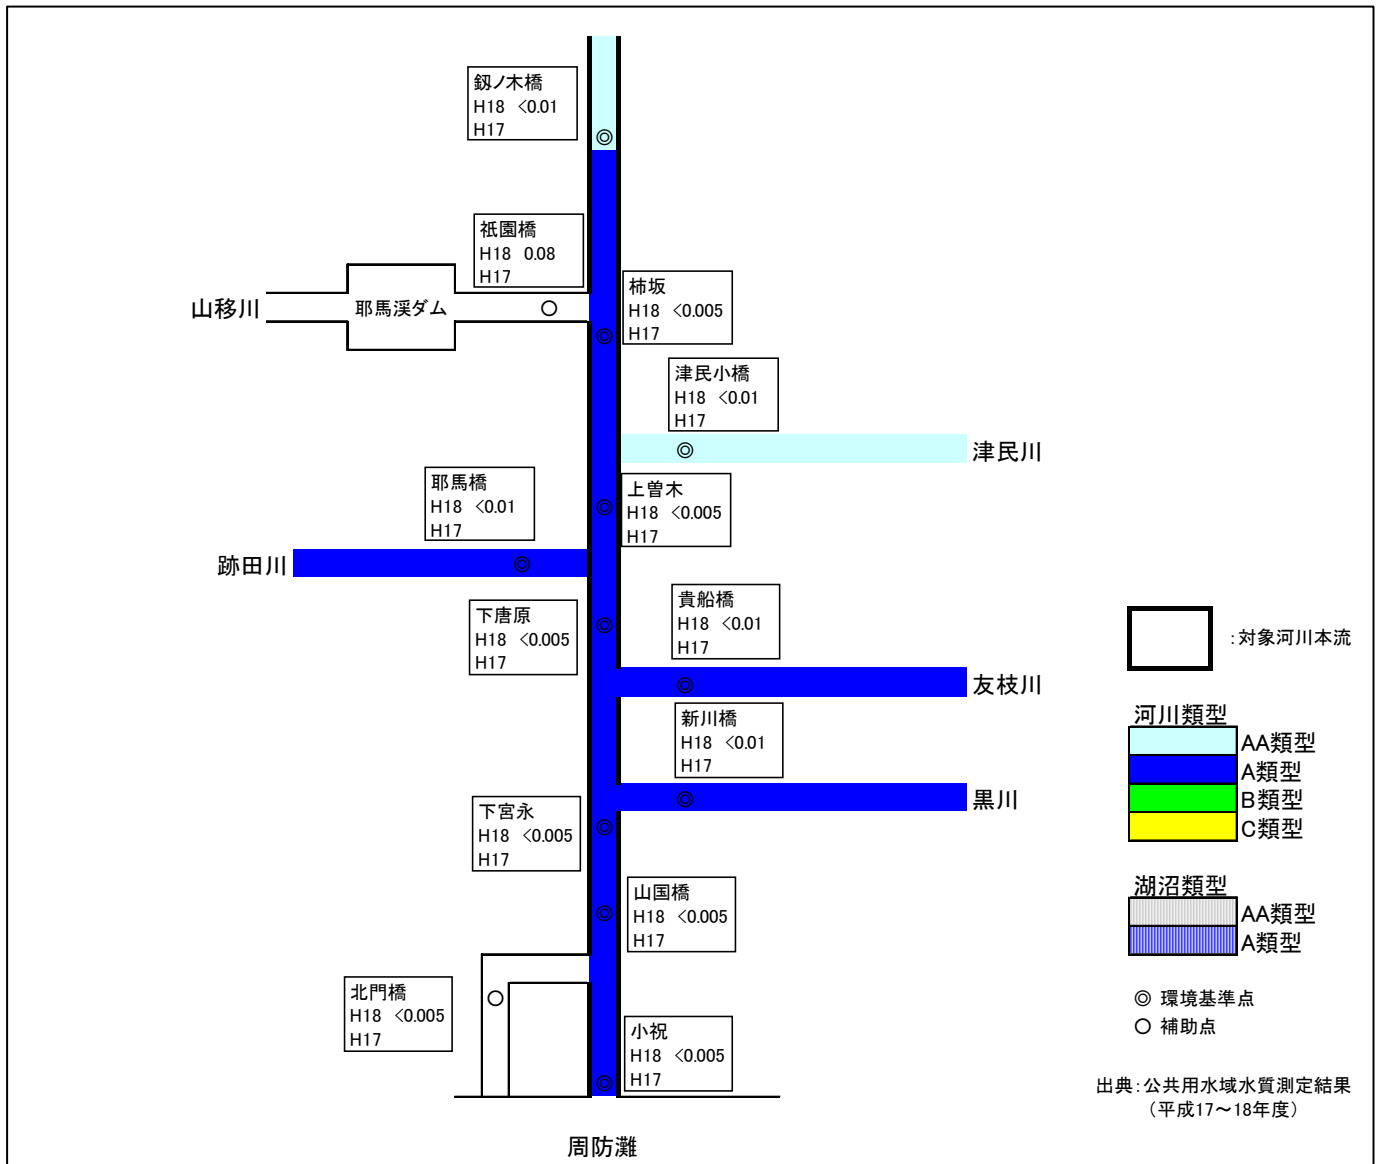 釼ノ木橋
H18 <0.01
H17
祇園橋
H18 0.08
H17
山移川
耶馬渓ダム
柿坂
H18 <0.005
H17
津民小橋
H18 <0.01
H17
津民川
耶馬橋
H18 <0.01
H17
上曽木
H18 <0.005
H17
跡田川
下唐原
H18 <0.005
H17
貴船橋
H18 <0.01
H17
友枝川
新川橋
H18 <0.01
H17
黒川
下宮永
H18 <0.005
H17
山国橋
H18 <0.005
H17
北門橋
H18 <0.005
H17
小祝
H18 <0.005
H17
周防灘
:対象河川本流
河川類型
AA類型
A類型
B類型
C類型
湖沼類型
AA類型
A類型
◎ 環境基準点
○ 補助点
出典:公共用水域水質測定結果
(平成17~18年度)